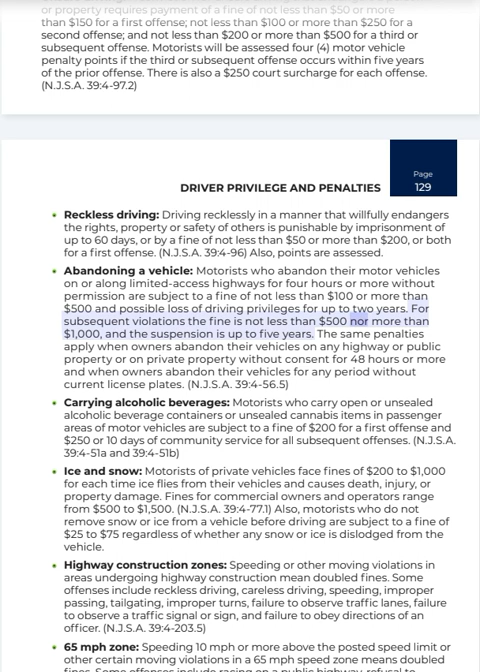 or property requires payment of a fine of not less than $50 or more
than $150 for a first offense; not less than $100 or more than $250 for a
second offense; and not less than $200 or more than $500 for a third or
subsequent offense. Motorists will be assessed four (4) motor vehicle
penalty points if the third or subsequent offense occurs within five years
of the prior offense. There is also a $250 court surcharge for each offense.
(N.J.S.A. 39:4-97.2)
Page
129
DRIVER PRIVILEGE AND PENALTIES
• Reckless driving: Driving recklessly in a manner that willfully endangers
the rights, property or safety of others is punishable by imprisonment of
up to 60 days, or by a fine of not less than $50 or more than $200, or both
for a first offense. (N.J.S.A. 39:4-96) Also, points are assessed.
• Abandoning a vehicle: Motorists who abandon their motor vehicles
on or along limited-access highways for four hours or more without
permission are subject to a fine of not less than $100 or more than
$500 and possible loss of driving privileges for up to two years. For
subsequent violations the fine is not less than $500 nor more than
$1,000, and the suspension is up to five years. The same penalties
apply when owners abandon their vehicles on any highway or public
property or on private property without consent for 48 hours or more
and when owners abandon their vehicles for any period without
current license plates. (N.J.S.A. 39:4-56.5)
• Carrying alcoholic beverages: Motorists who carry open or unsealed
alcoholic beverage containers or unsealed cannabis items in passenger
areas of motor vehicles are subject to a fine of $200 for a first offense and
$250 or 10 days of community service for all subsequent offenses. (N.J.S.A.
39:4-51a and 39:4-51b)
• Ice and snow: Motorists of private vehicles face fines of $200 to $1,000
for each time ice flies from their vehicles and causes death, injury, or
property damage. Fines for commercial owners and operators range
from $500 to $1,500. (N.J.S.A. 39:4-77.1) Also, motorists who do not
remove snow or ice from a vehicle before driving are subject to a fine of
$25 to $75 regardless of whether any snow or ice is dislodged from the
vehicle.
• Highway construction zones: Speeding or other moving violations in
areas undergoing highway construction mean doubled fines. Some
offenses include reckless driving, careless driving, speeding, improper
passing, tailgating, improper turns, failure to observe traffic lanes, failure
to observe a traffic signal or sign, and failure to obey directions of an
officer. (N.J.S.A. 39:4-203.5)
• 65 mph zone: Speeding 10 mph or more above the posted speed limit or
other certain moving violations in a 65 mph speed zone means doubled
fines. Some offenses include racing on a public highway, refusal to